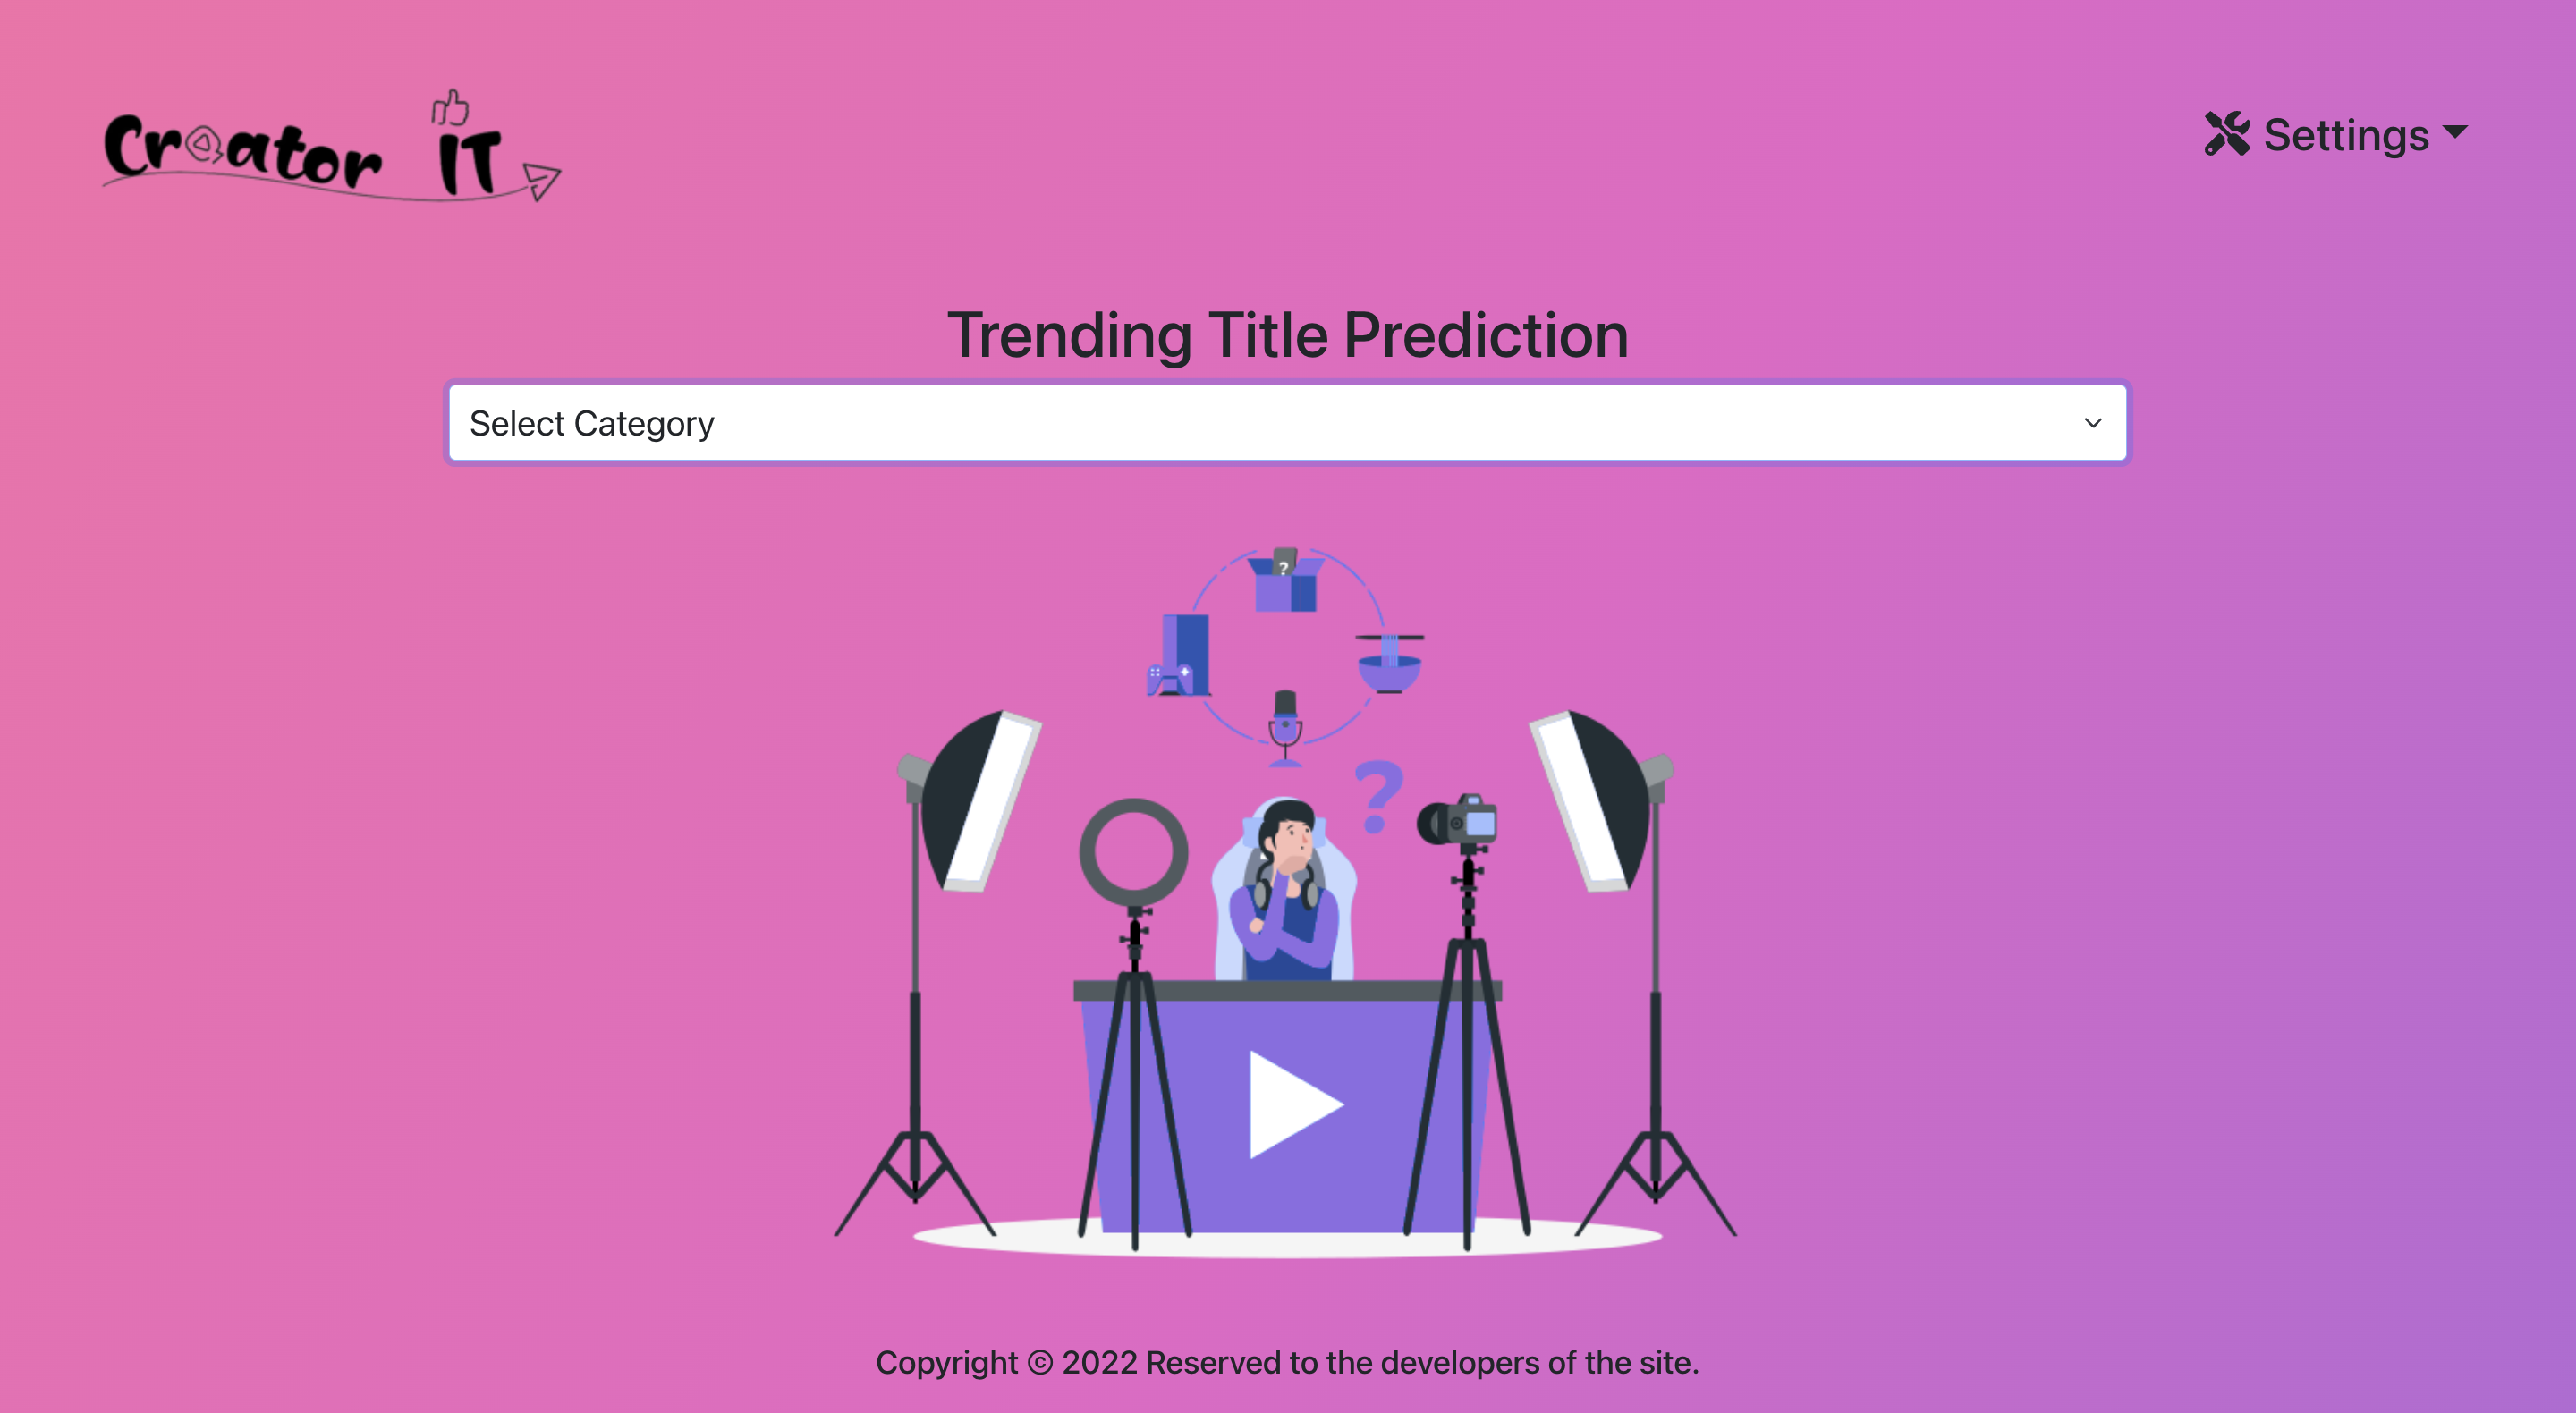 Creator IT
Settings
Trending Title Prediction
Select Category
?
?
Copyright © 2022 Reserved to the developers of the site.